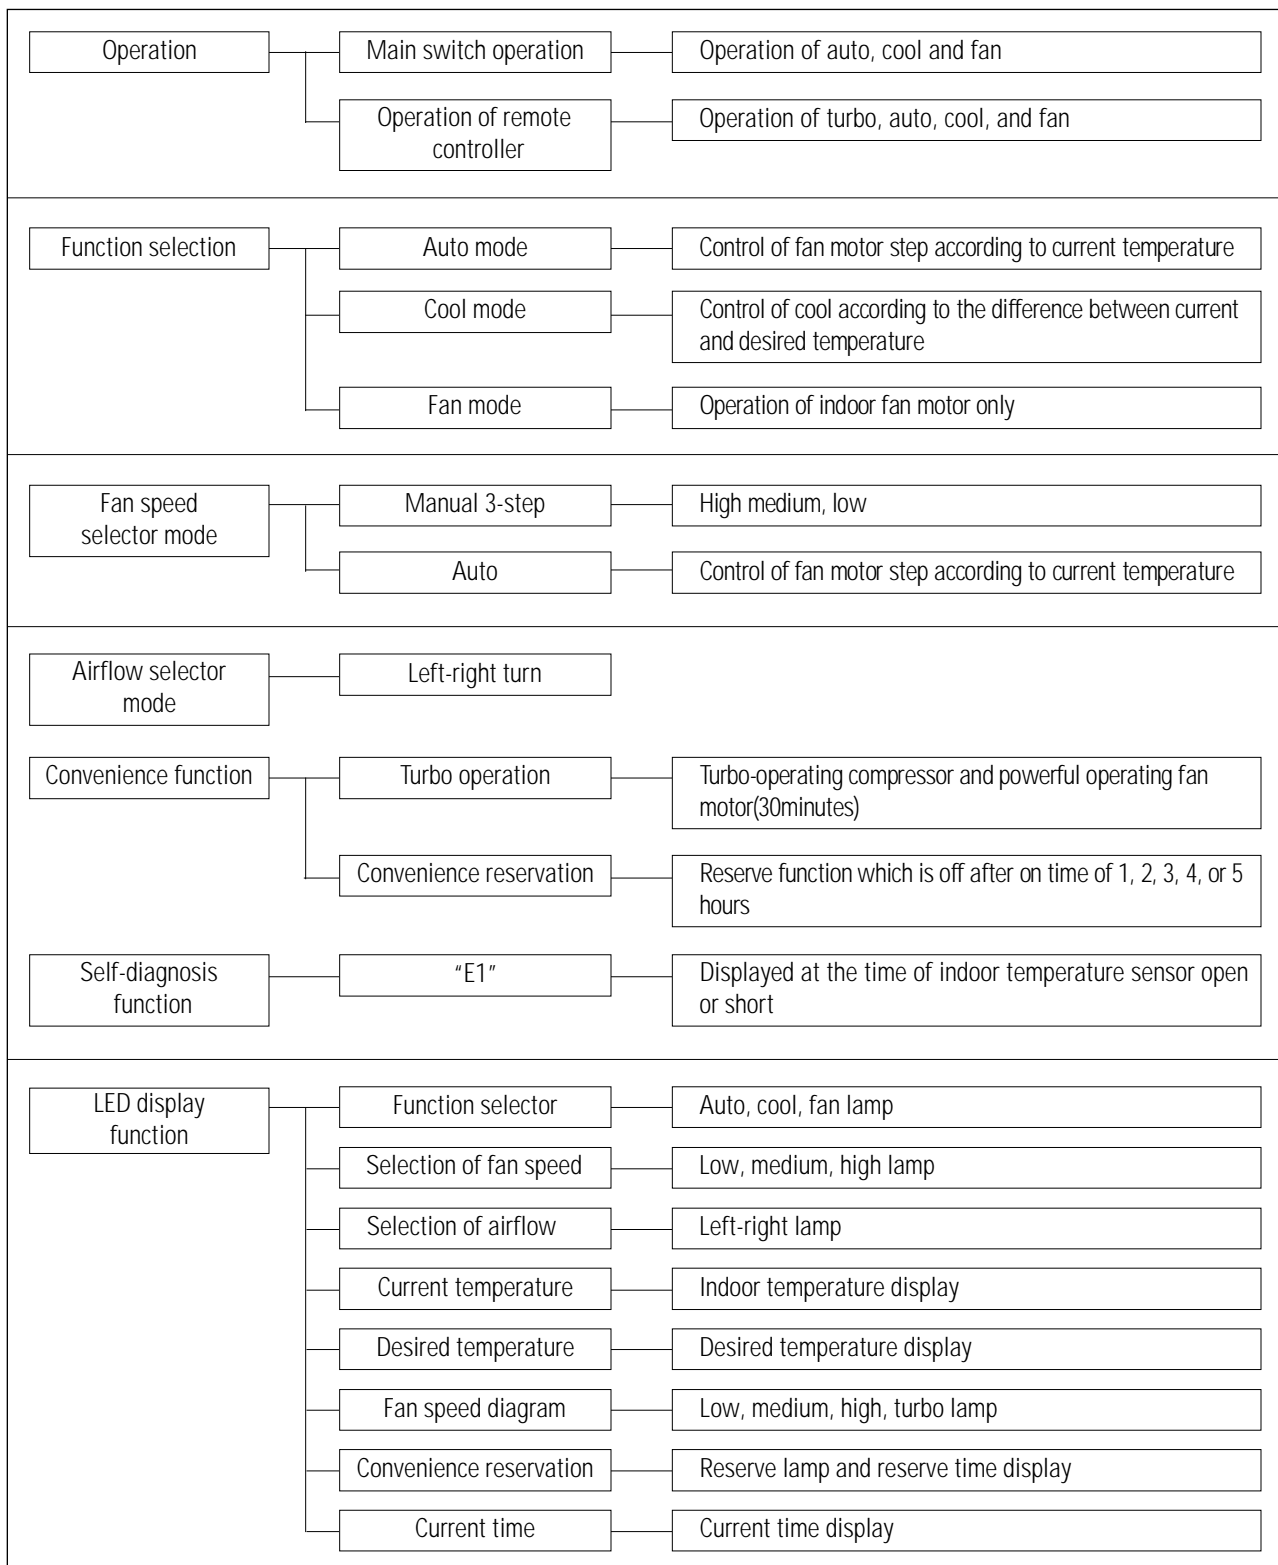 Operation
Main switch operation
Operation of auto, cool and fan
Operation of remote
controller
Operation of turbo, auto, cool, and fan
Function selection
Auto mode
Control of fan motor step according to current temperature
Cool mode
Control of cool according to the difference between current
and desired temperature
Fan mode
Operation of indoor fan motor only
Fan speed
selector mode
Manual 3-step
High medium, low
Auto
Control of fan motor step according to current temperature
Airflow selector
mode
Left-right turn
Convenience function
Turbo operation
Turbo-operating compressor and powerful operating fan
motor(30minutes)
Convenience reservation
Reserve function which is off after on time of 1, 2, 3, 4, or 5
hours
Self-diagnosis
function
“E1”
Displayed at the time of indoor temperature sensor open
or short
LED display
function
Function selector
Auto, cool, fan lamp
Selection of fan speed
Low, medium, high lamp
Selection of airflow
Left-right lamp
Current temperature
Indoor temperature display
Desired temperature
Desired temperature display
Fan speed diagram
Low, medium, high, turbo lamp
Convenience reservation
Reserve lamp and reserve time display
Current time
Current time display